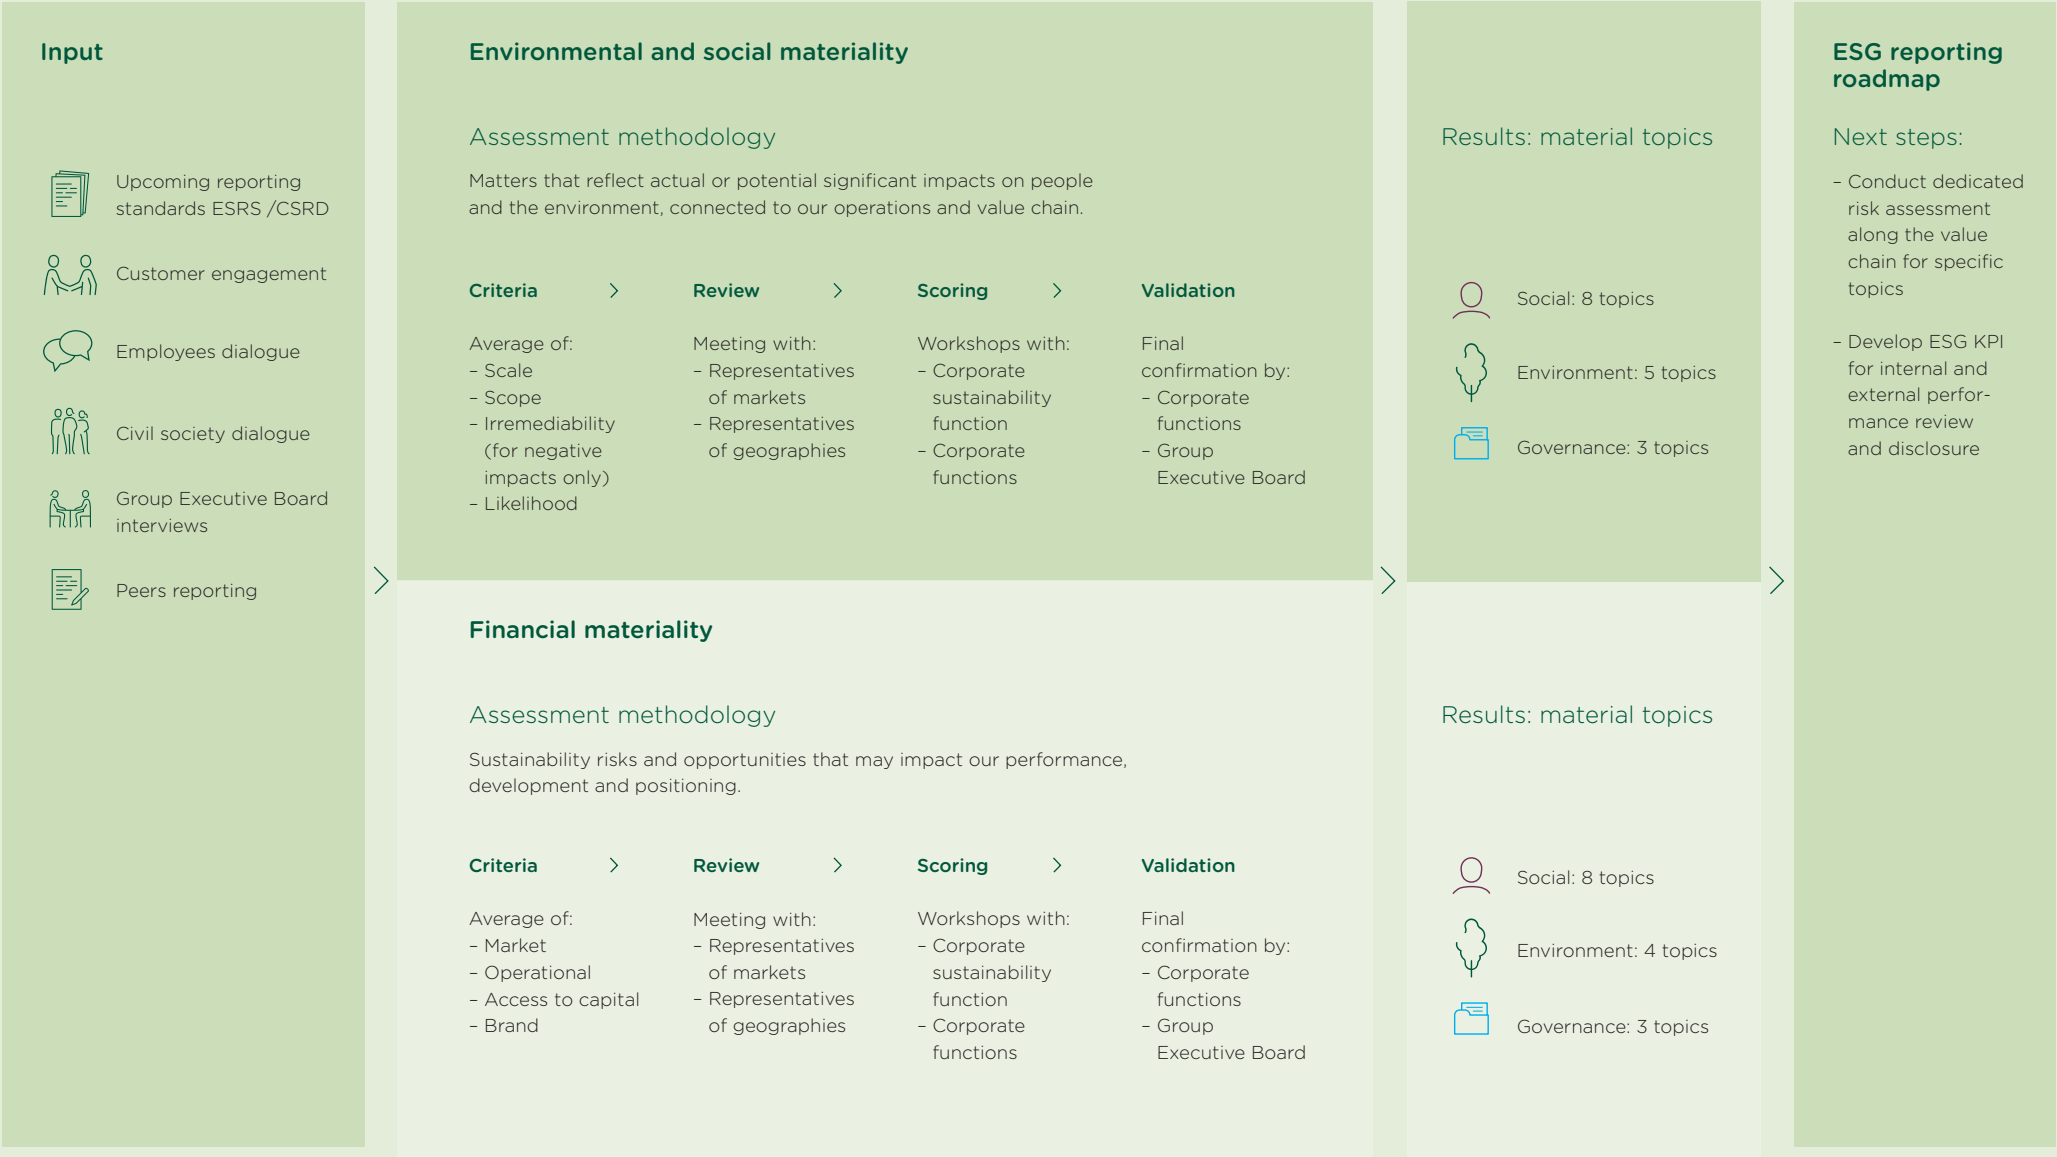 Input
Upcoming reporting
standards ESRS /CSRD
Customer engagement
Employees dialogue
Civil society dialogue
Group Executive Board
interviews
Peers reporting
Environmental and social materiality
Assessment methodology
Matters that reflect actual or potential significant impacts on people
and the environment, connected to our operations and value chain.
Criteria
Average of:
– Scale
– Scope
– Irremediability
(for negative
impacts only)
– Likelihood
Review
Meeting with:
– Representatives
of markets
– Representatives
of geographies
Scoring
Workshops with:
– Corporate
sustainability
function
– Corporate
functions
Validation
Final
confirmation by:
– Corporate
functions
– Group
Executive Board
Results: material topics
Social: 8 topics
Environment: 5 topics
Governance: 3 topics
Financial materiality
Assessment methodology
Sustainability risks and opportunities that may impact our performance,
development and positioning.
Criteria
Average of:
– Market
– Operational
– Access to capital
– Brand
Review
Meeting with:
– Representatives
of markets
– Representatives
of geographies
Scoring
Workshops with:
– Corporate
sustainability
function
– Corporate
functions
Validation
Final
confirmation by:
– Corporate
functions
– Group
Executive Board
Results: material topics
Social: 8 topics
Environment: 4 topics
Governance: 3 topics
ESG reporting
roadmap
Next steps:
– Conduct dedicated
risk assessment
along the value
chain for specific
topics
– Develop ESG KPI
for internal and
external perfor-
mance review
and disclosure